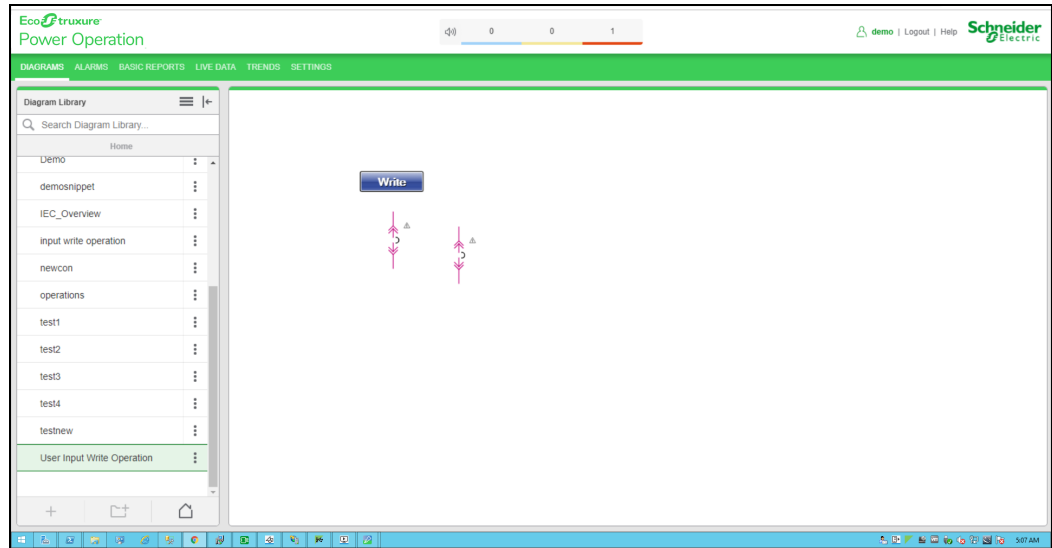 EcoStruxure
Power Operation
0 0 1
demo | Logout | Help
Schneider
Electric
DIAGRAMS ALARMS BASIC REPORTS LIVE DATA TRENDS SETTINGS
Diagram Library
Search Diagram Library...
Home
Demo
demosnippet
IEC_Overview
input write operation
newcon
operations
test1
test2
test3
test4
testnew
User Input Write Operation
Write
5:07 AM